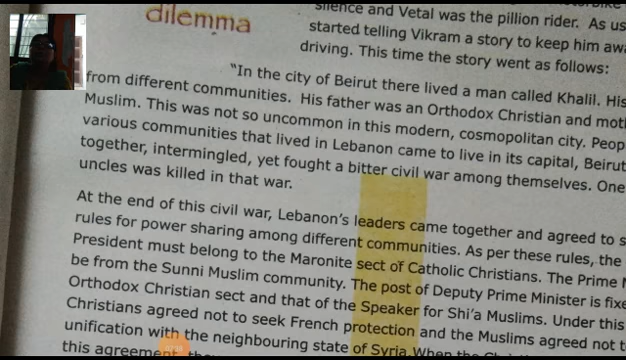 dilemma
silence and Vetal was the pillion rider. As us
started telling Vikram a story to keep him awa
driving. This time the story went as follows:
"In the city of Beirut there lived a man called Khalil. His
from different communities. His father was an Orthodox Christian and moth
Muslim. This was not so uncommon in this modern, cosmopolitan city. Peop
various communities that lived in Lebanon came to live in its capital, Beirut
together, intermingled, yet fought a bitter civil war among themselves. One
uncles was killed in that war.
At the end of this civil war, Lebanon's leaders came together and agreed to s
rules for power sharing among different communities. As per these rules, the
President must belong to the Maronite sect of Catholic Christians. The Prime M
be from the Sunni Muslim community. The post of Deputy Prime Minister is fixe
Orthodox Christian sect and that of the Speaker for Shi'a Muslims. Under this
Christians agreed not to seek French protection and the Muslims agreed not t
unification with the neighbouring state of Syria. When the
this agreement,